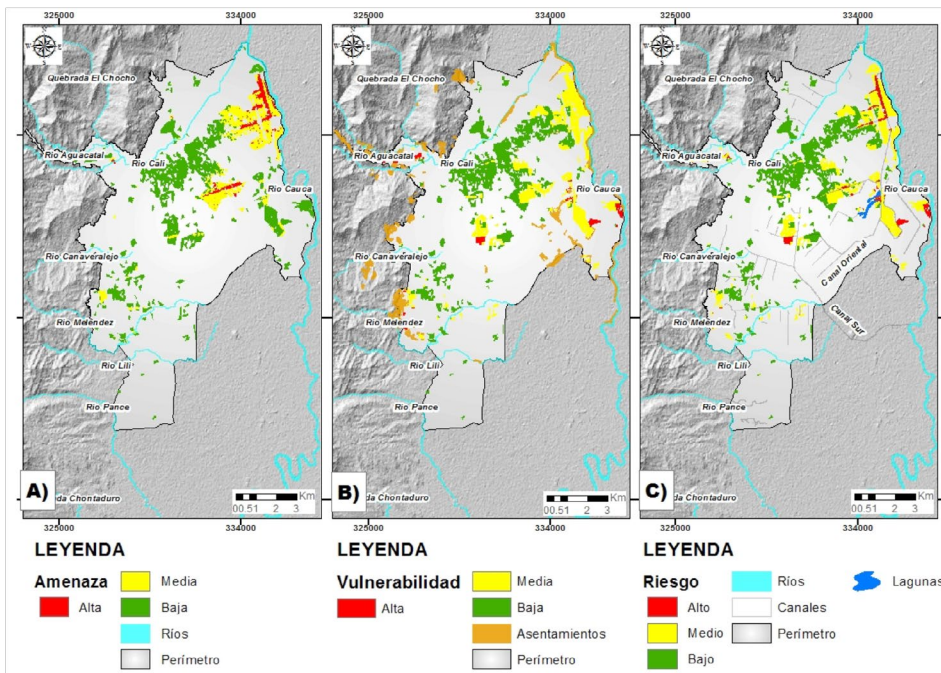 325000
334000
325000
334000
325000
334000
N
W
E
S
Quebrada El Chocho
Rio Aguacatal
Rio Cali
Rio Cauca
Rio Canaveralejo
Rio Meléndez
Rio Lili
Rio Pance
da Chontaduro
A)
Km
00.51 2 3
N
W
E
S
Quebrada El Chocho
Rio Aguacatal
Rio Cali
Rio Cauca
Rio Canaveralejo
Rio Meléndez
Rio Lili
Rio Pance
da Chontaduro
B)
Km
00.51 2 3
N
W
E
S
Quebrada El Chocho
Rio Aguacatal
Rio Cali
Rio Cauca
Rio Canaveralejo
Canal Oriental
Rio Meléndez
Canal Sur
Rio Lili
Rio Pance
da Chontaduro
C)
Km
00.51 2 3
325000
334000
325000
334000
325000
334000
LEYENDA
Amenaza
Alta
Media
Baja
Ríos
Perímetro
LEYENDA
Vulnerabilidad
Alta
Media
Baja
Asentamientos
Perímetro
LEYENDA
Riesgo
Alto
Medio
Bajo
Ríos
Canales
Perímetro
Lagunas